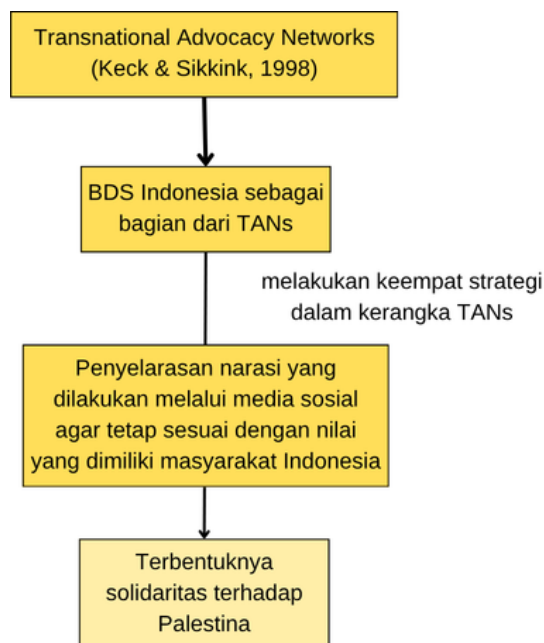 Transnational Advocacy Networks
(Keck & Sikkink, 1998)
BDS Indonesia sebagai
bagian dari TANs
melakukan keempat strategi
dalam kerangka TANs
Penyelarasan narasi yang
dilakukan melalui media sosial
agar tetap sesuai dengan nilai
yang dimiliki masyarakat Indonesia
Terbentuknya
solidaritas terhadap
Palestina